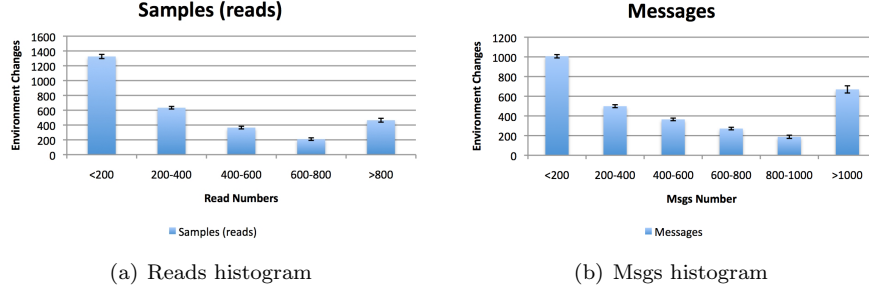 Samples (reads)
Environment Changes
1600
1400
1200
1000
800
600
400
200
0
<200 200-400 400-600 600-800 >800
Read Numbers
Samples (reads)
(a) Reads histogram
Messages
Environment Changes
1200
1000
800
600
400
200
0
<200 200-400 400-600 600-800 800-1000 >1000
Msgs Number
Messages
(b) Msgs histogram